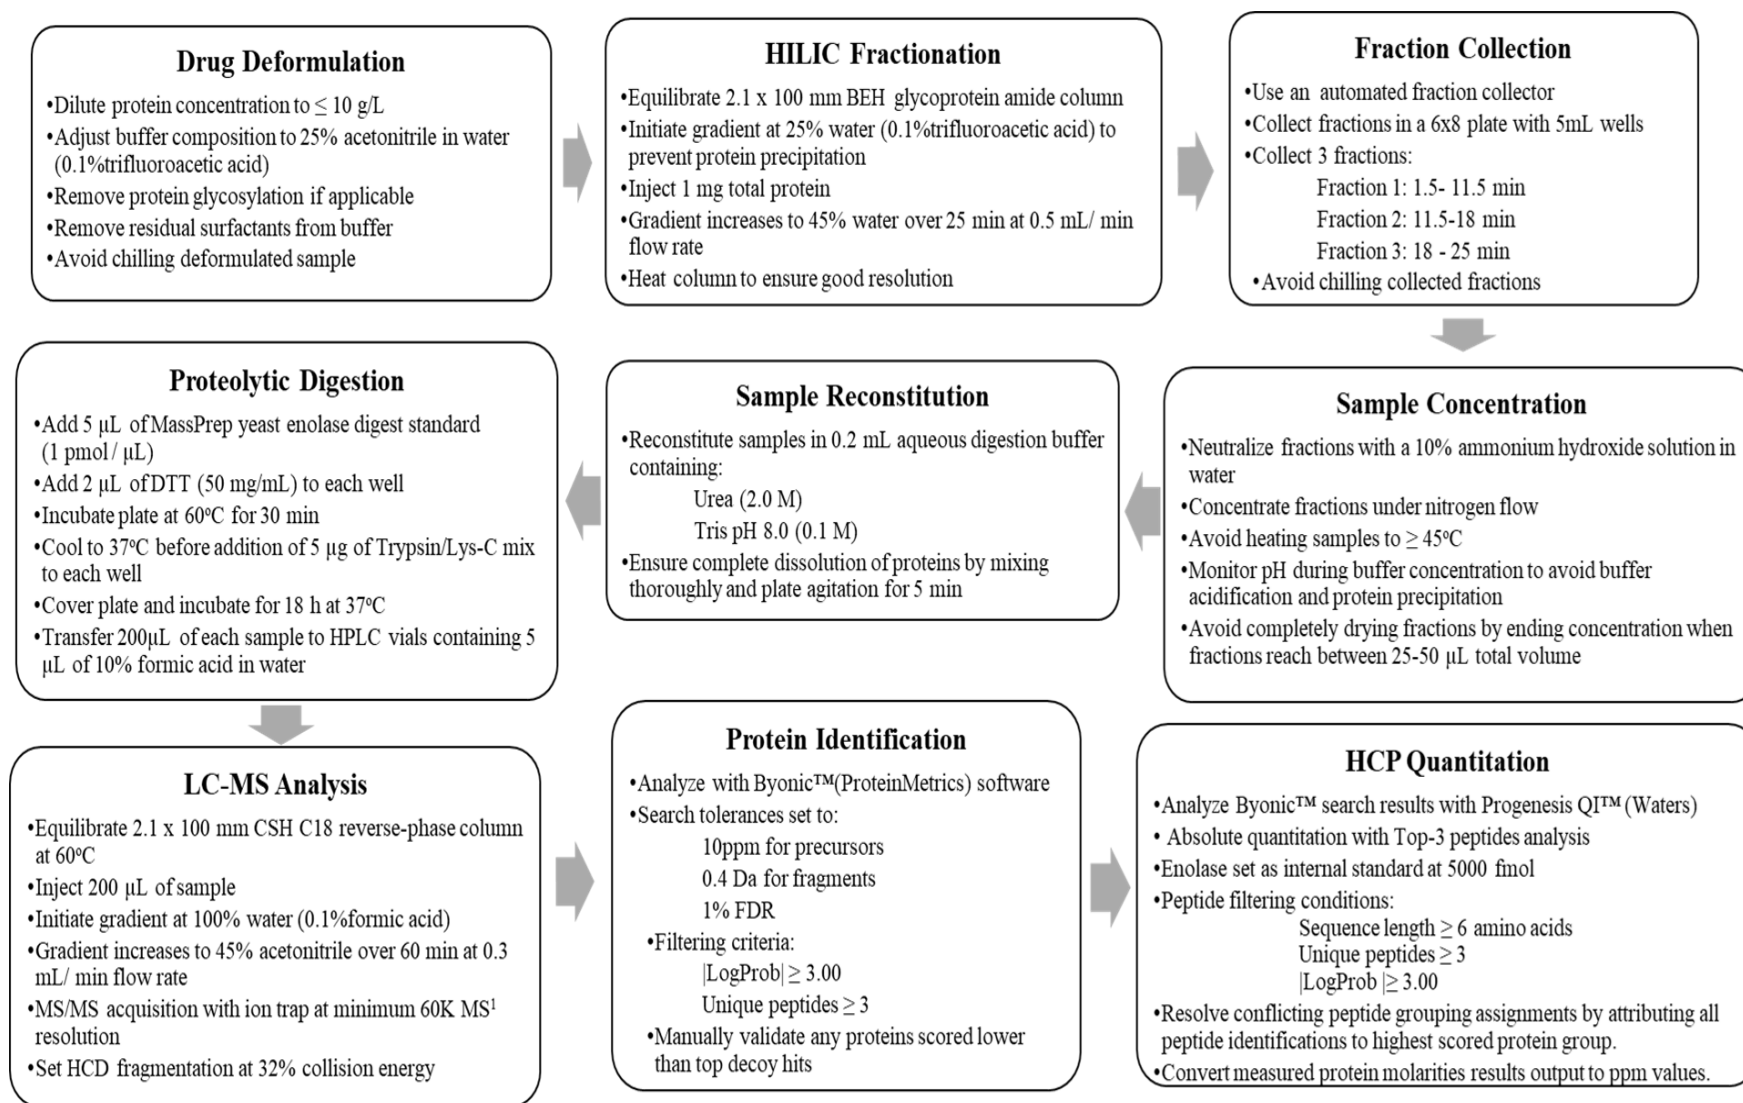 Drug Deformulation
•Dilute protein concentration to ≤ 10 g/L
•Adjust buffer composition to 25% acetonitrile in water
(0.1%trifluoroacetic acid)
•Remove protein glycosylation if applicable
•Remove residual surfactants from buffer
•Avoid chilling deformulated sample
HILIC Fractionation
•Equilibrate 2.1 x 100 mm BEH glycoprotein amide column
•Initiate gradient at 25% water (0.1%trifluoroacetic acid) to
prevent protein precipitation
•Inject 1 mg total protein
•Gradient increases to 45% water over 25 min at 0.5 mL/ min
flow rate
•Heat column to ensure good resolution
Fraction Collection
•Use an automated fraction collector
•Collect fractions in a 6x8 plate with 5mL wells
•Collect 3 fractions:
Fraction 1: 1.5- 11.5 min
Fraction 2: 11.5-18 min
Fraction 3: 18 - 25 min
•Avoid chilling collected fractions
Sample Concentration
•Neutralize fractions with a 10% ammonium hydroxide solution in
water
•Concentrate fractions under nitrogen flow
•Avoid heating samples to ≥ 45ºC
•Monitor pH during buffer concentration to avoid buffer
acidification and protein precipitation
•Avoid completely drying fractions by ending concentration when
fractions reach between 25-50 µL total volume
Sample Reconstitution
•Reconstitute samples in 0.2 mL aqueous digestion buffer
containing:
Urea (2.0 M)
Tris pH 8.0 (0.1 M)
•Ensure complete dissolution of proteins by mixing
thoroughly and plate agitation for 5 min
Proteolytic Digestion
•Add 5 µL of MassPrep yeast enolase digest standard
(1 pmol / µL)
•Add 2 µL of DTT (50 mg/mL) to each well
•Incubate plate at 60ºC for 30 min
•Cool to 37ºC before addition of 5 µg of Trypsin/Lys-C mix
to each well
•Cover plate and incubate for 18 h at 37ºC
•Transfer 200µL of each sample to HPLC vials containing 5
µL of 10% formic acid in water
LC-MS Analysis
•Equilibrate 2.1 x 100 mm CSH C18 reverse-phase column
at 60ºC
•Inject 200 µL of sample
•Initiate gradient at 100% water (0.1%formic acid)
•Gradient increases to 45% acetonitrile over 60 min at 0.3
mL/ min flow rate
•MS/MS acquisition with ion trap at minimum 60K MS¹
resolution
•Set HCD fragmentation at 32% collision energy
Protein Identification
•Analyze with Byonic™(ProteinMetrics) software
•Search tolerances set to:
10ppm for precursors
0.4 Da for fragments
1% FDR
•Filtering criteria:
|LogProb| ≥ 3.00
Unique peptides ≥ 3
•Manually validate any proteins scored lower
than top decoy hits
HCP Quantitation
•Analyze Byonic™ search results with Progenesis QI™ (Waters)
• Absolute quantitation with Top-3 peptides analysis
•Enolase set as internal standard at 5000 fmol
•Peptide filtering conditions:
Sequence length ≥ 6 amino acids
Unique peptides ≥ 3
|LogProb |≥ 3.00
•Resolve conflicting peptide grouping assignments by attributing all
peptide identifications to highest scored protein group.
•Convert measured protein molarities results output to ppm values.